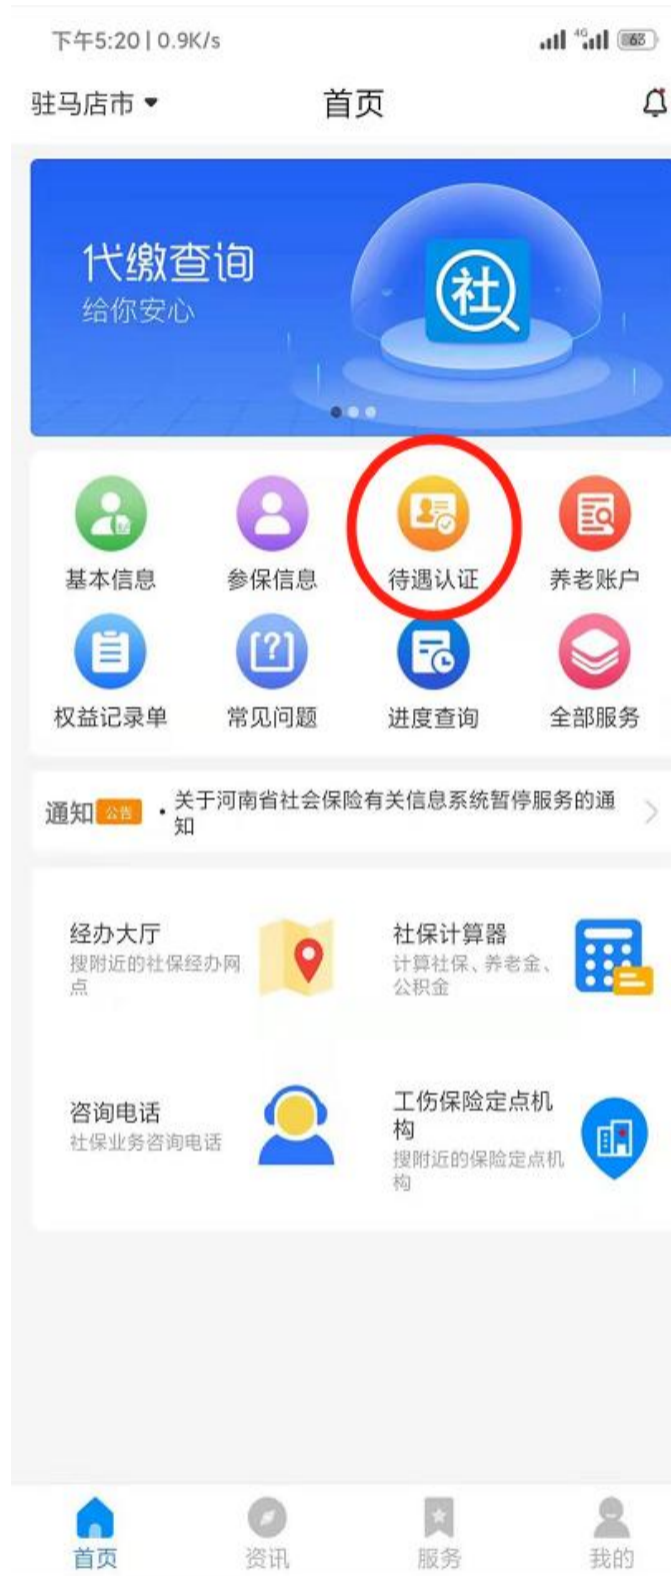 下午5:20 | 0.9K/s
4G
63
驻马店市
首页
代缴查询
给你安心
社
基本信息
参保信息
待遇认证
养老账户
[?]
权益记录单
常见问题
进度查询
全部服务
通知 公告 · 关于河南省社会保险有关信息系统暂停服务的通
知
经办大厅
搜附近的社保经办网
点
社保计算器
计算社保、养老金、
公积金
咨询电话
社保业务咨询电话
工伤保险定点机
构
搜附近的保险定点机
构
首页
资讯
服务
我的